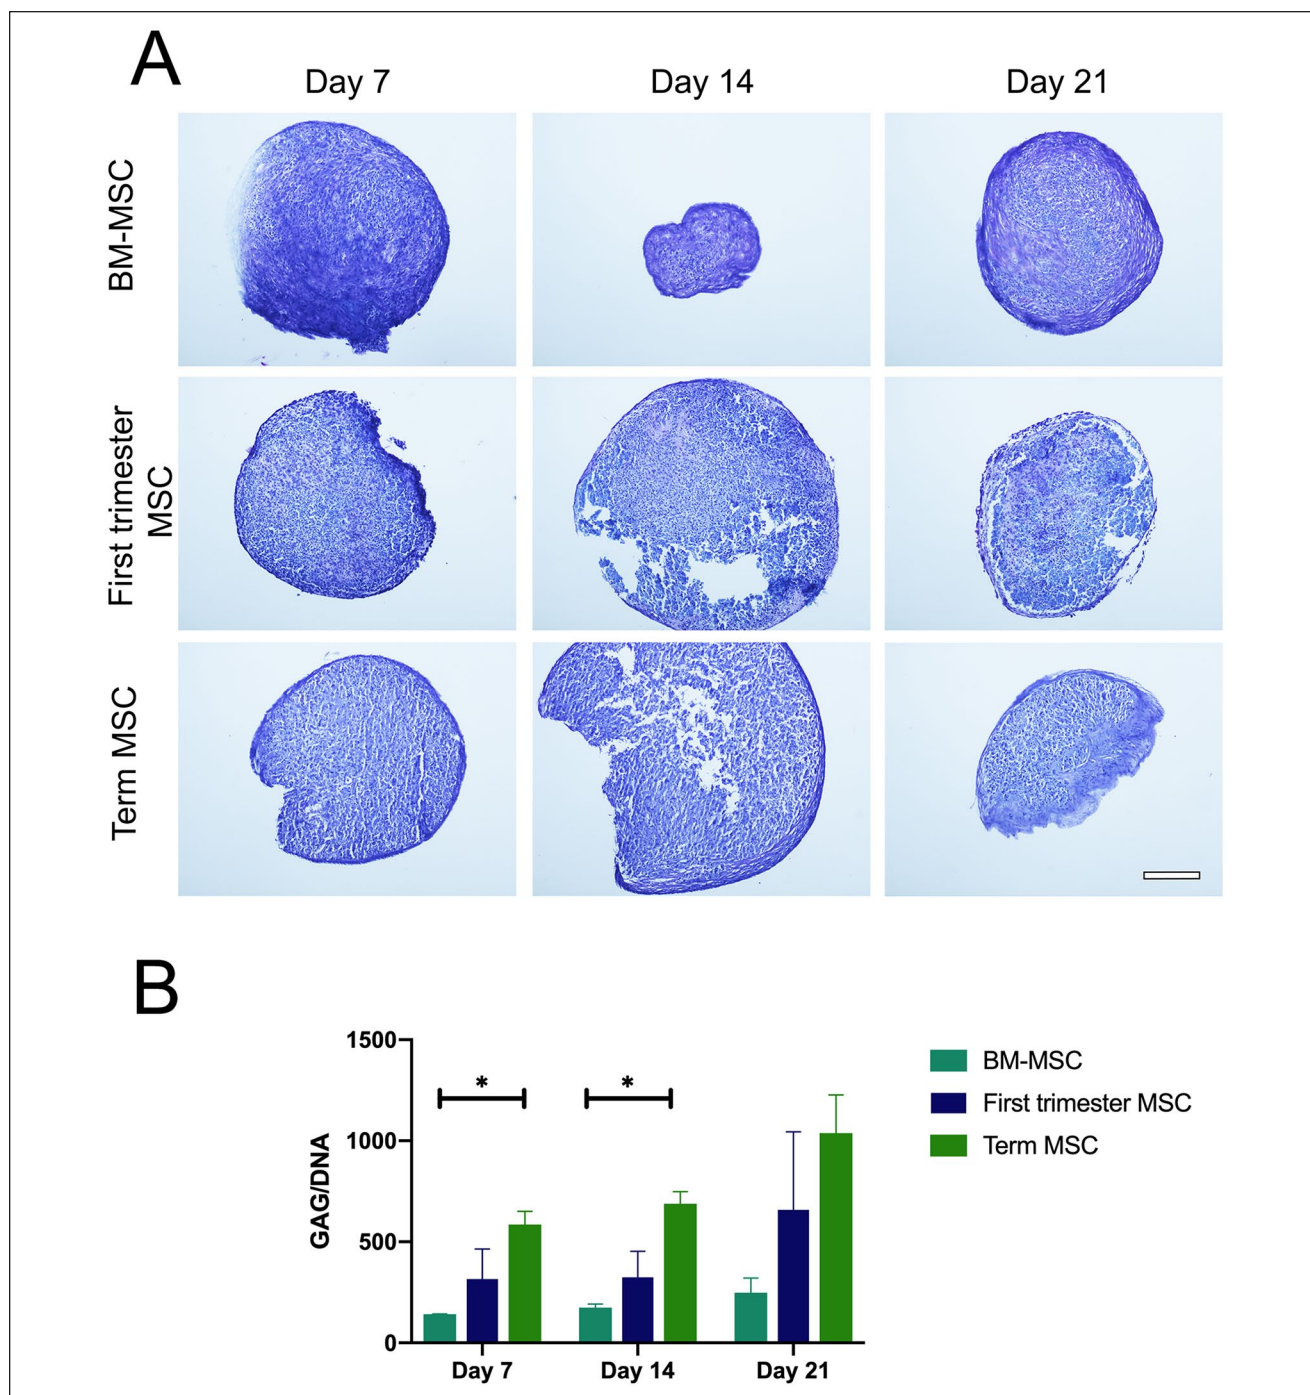 A
Day 7
Day 14
Day 21
BM-MSC
First trimester
MSC
Term MSC
B
1500
1000
500
0
GAG/DNA
*
*
Day 7
Day 14
Day 21
BM-MSC
First trimester MSC
Term MSC